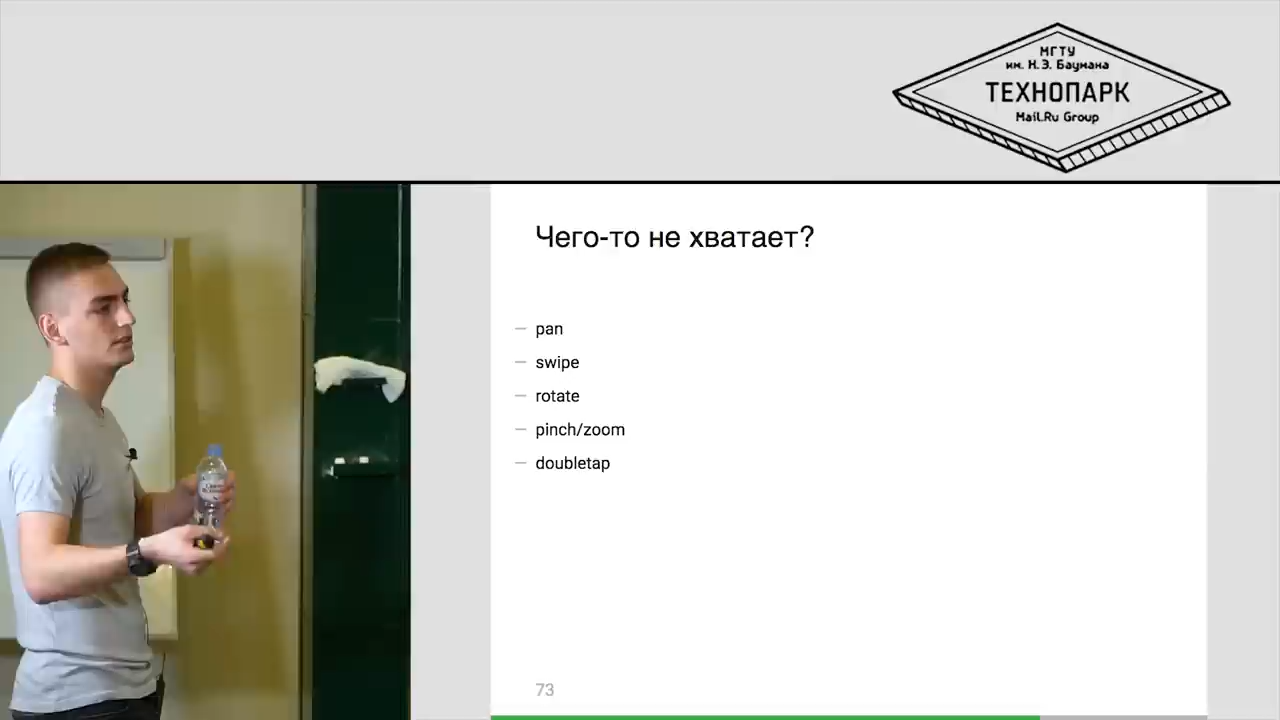 МГТУ
им. Н.Э. Баумана
ТЕХНОПАРК
Mail.Ru Group
Чего-то не хватает?
— pan
— swipe
— rotate
— pinch/zoom
— doubletap
73